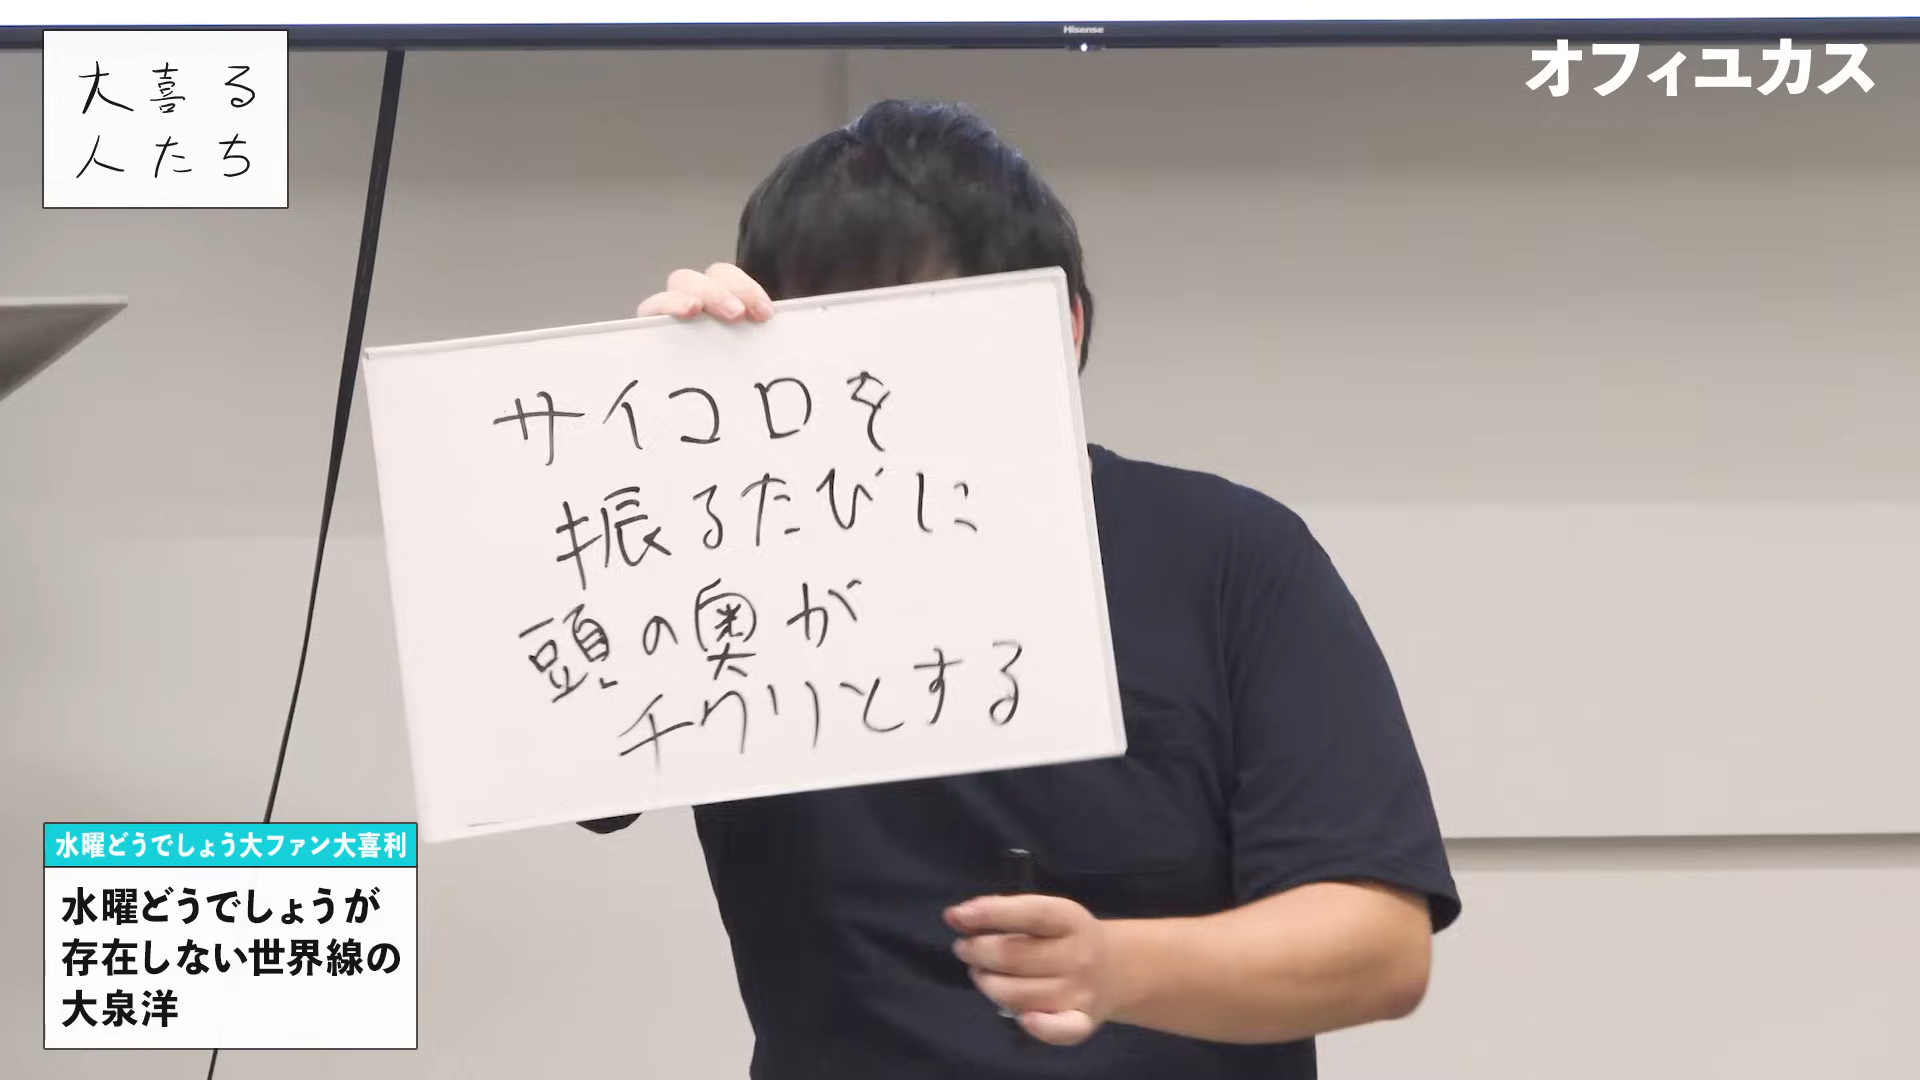 Hisense
大喜る
人たち
オフィユカス
サイコロを
振るたびに
頭の奥が
チクリとする
水曜どうでしょう大ファン大喜利
水曜どうでしょうが
存在しない世界線の
大泉洋